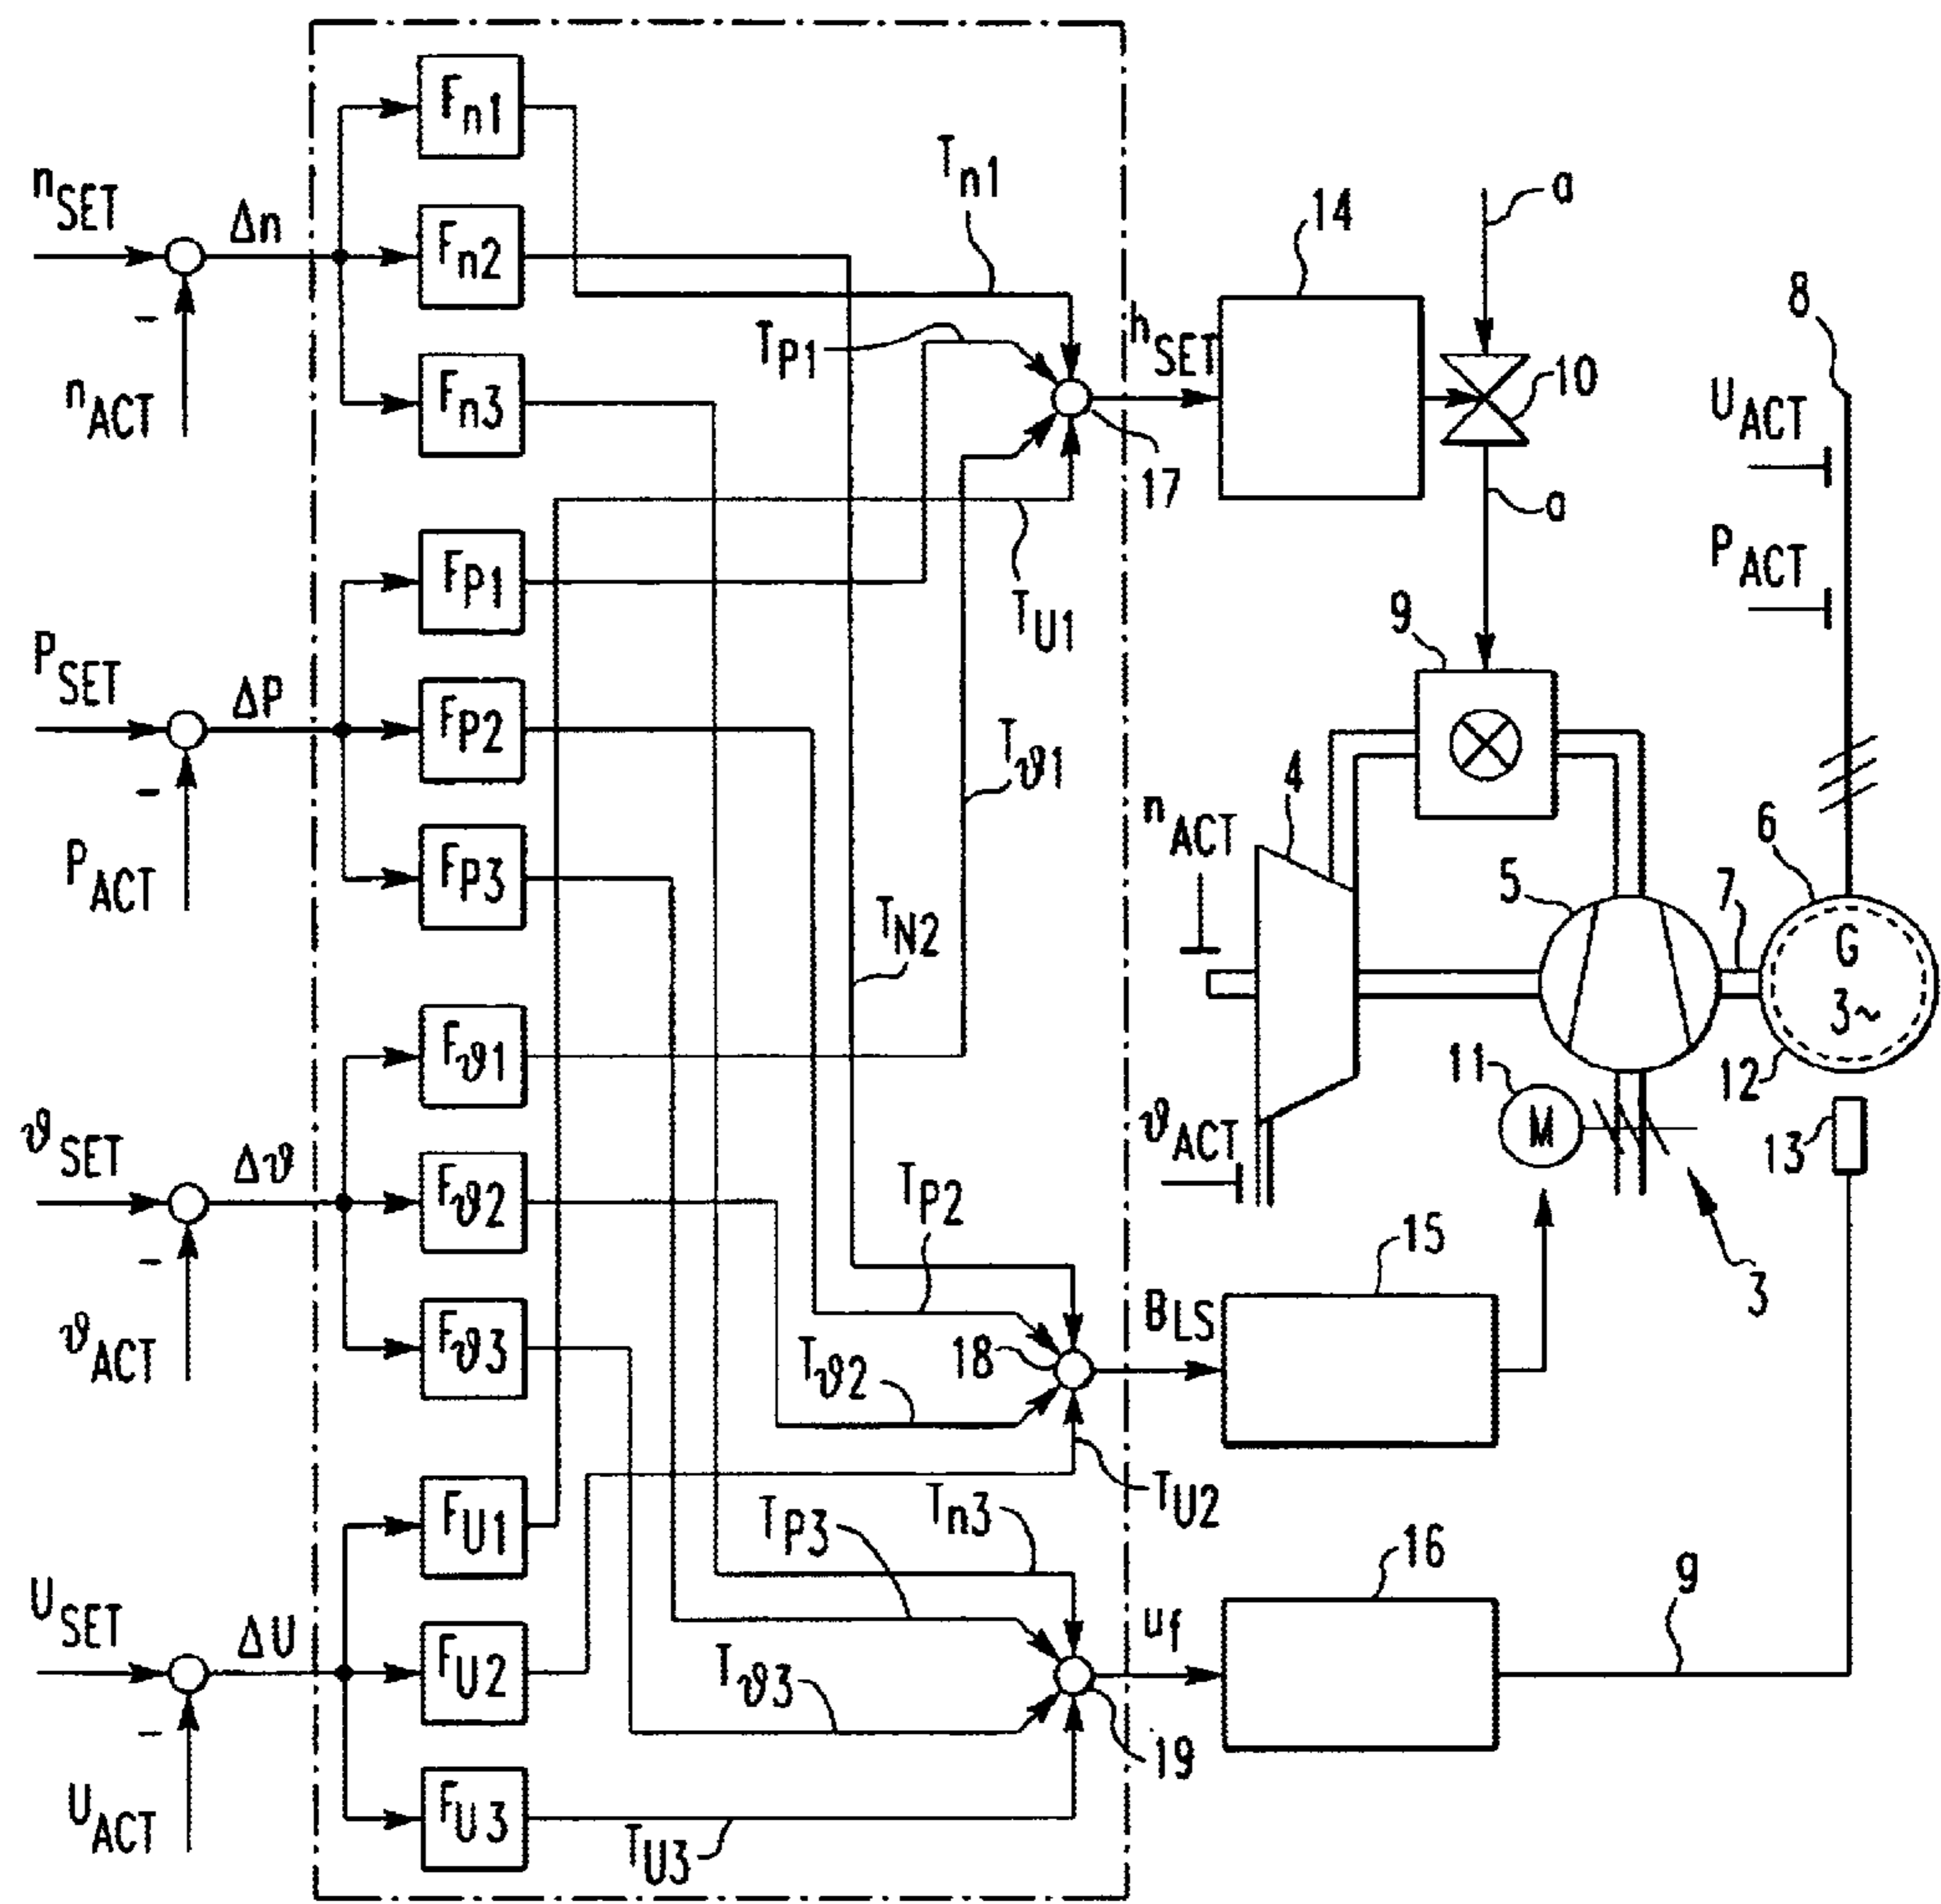 F_n1
T_n1
n_SET
Δn
F_n2
14
a
8
-
T_P1
h_SET
10
n_ACT
F_n3
U_ACT
17
a
F_P1
P_ACT
T_U1
9
P_SET
ΔP
F_P2
T_ϑ1
4
-
n_ACT
6
P_ACT
F_P3
5
7
T_N2
G
3~
F_ϑ1
11
12
ϑ_SET
Δϑ
ϑ_ACT
M
13
F_ϑ2
T_P2
15
3
-
B_LS
ϑ_ACT
F_ϑ3
T_ϑ2
18
F_U1
T_P3
T_n3
T_U2
16
g
U_SET
ΔU
F_U2
u_f
T_ϑ3
-
19
U_ACT
F_U3
T_U3